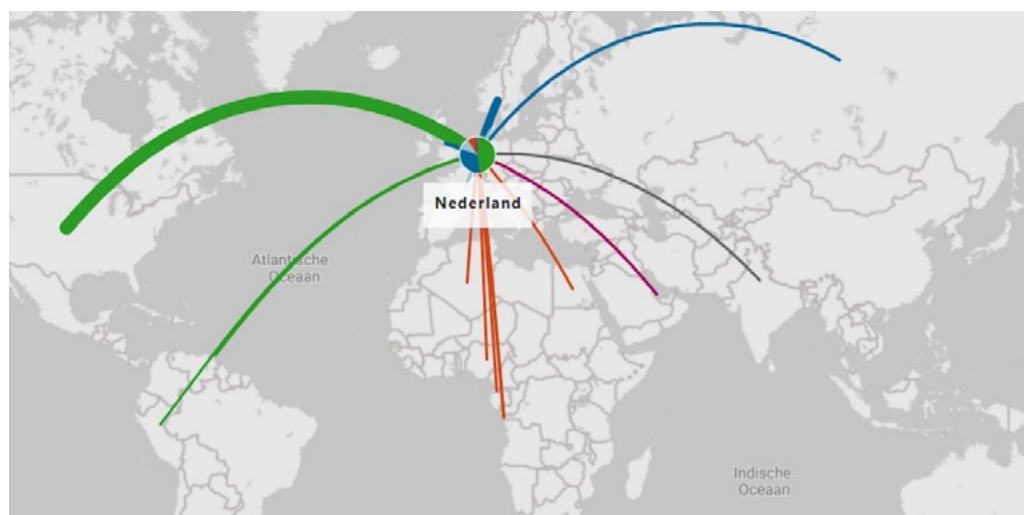 Nederland
Atlantische
Oceaan
Indische
Oceaan